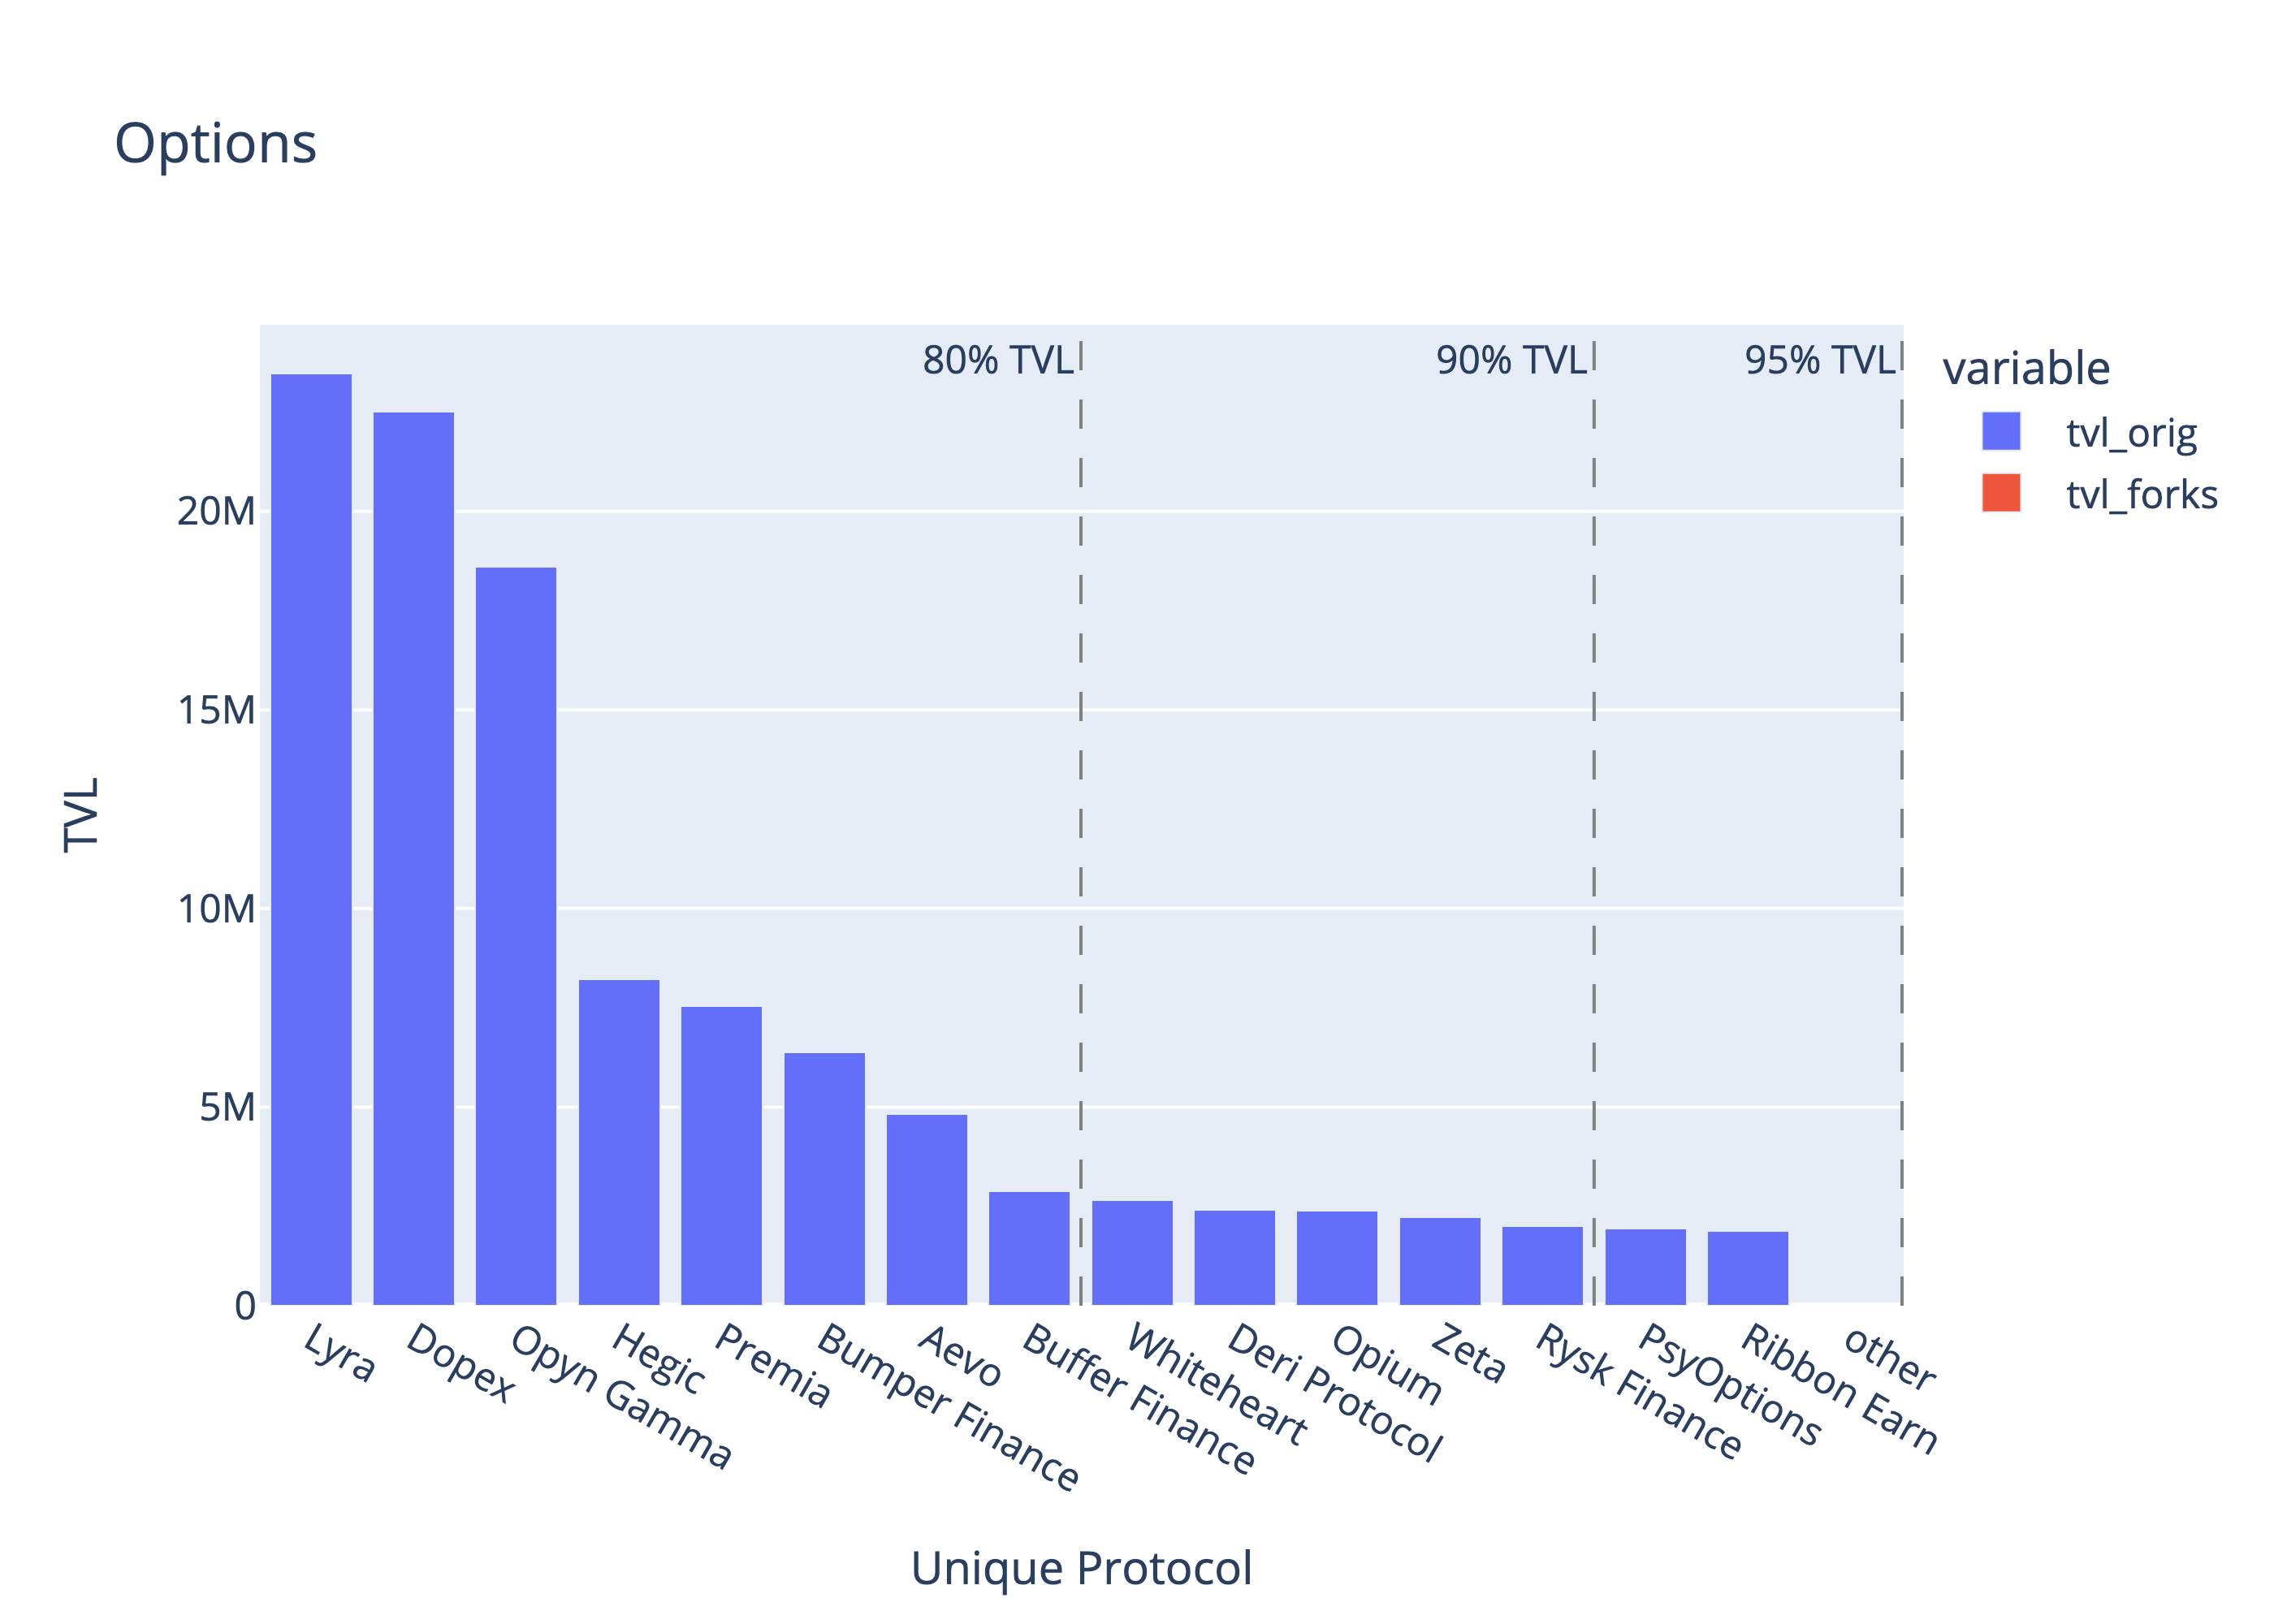 Options
80% TVL
90% TVL
95% TVL
variable
tvl_orig
tvl_forks
20M
15M
10M
5M
0
TVL
Lyra
Dopex
Opyn Gamma
Hegic
Premia
Bumper Finance
Aevo
Buffer Finance
Whiteheart
Deri Protocol
Opium
Zeta
Rysk Finance
PsyOptions
Ribbon Earn
other
Unique Protocol